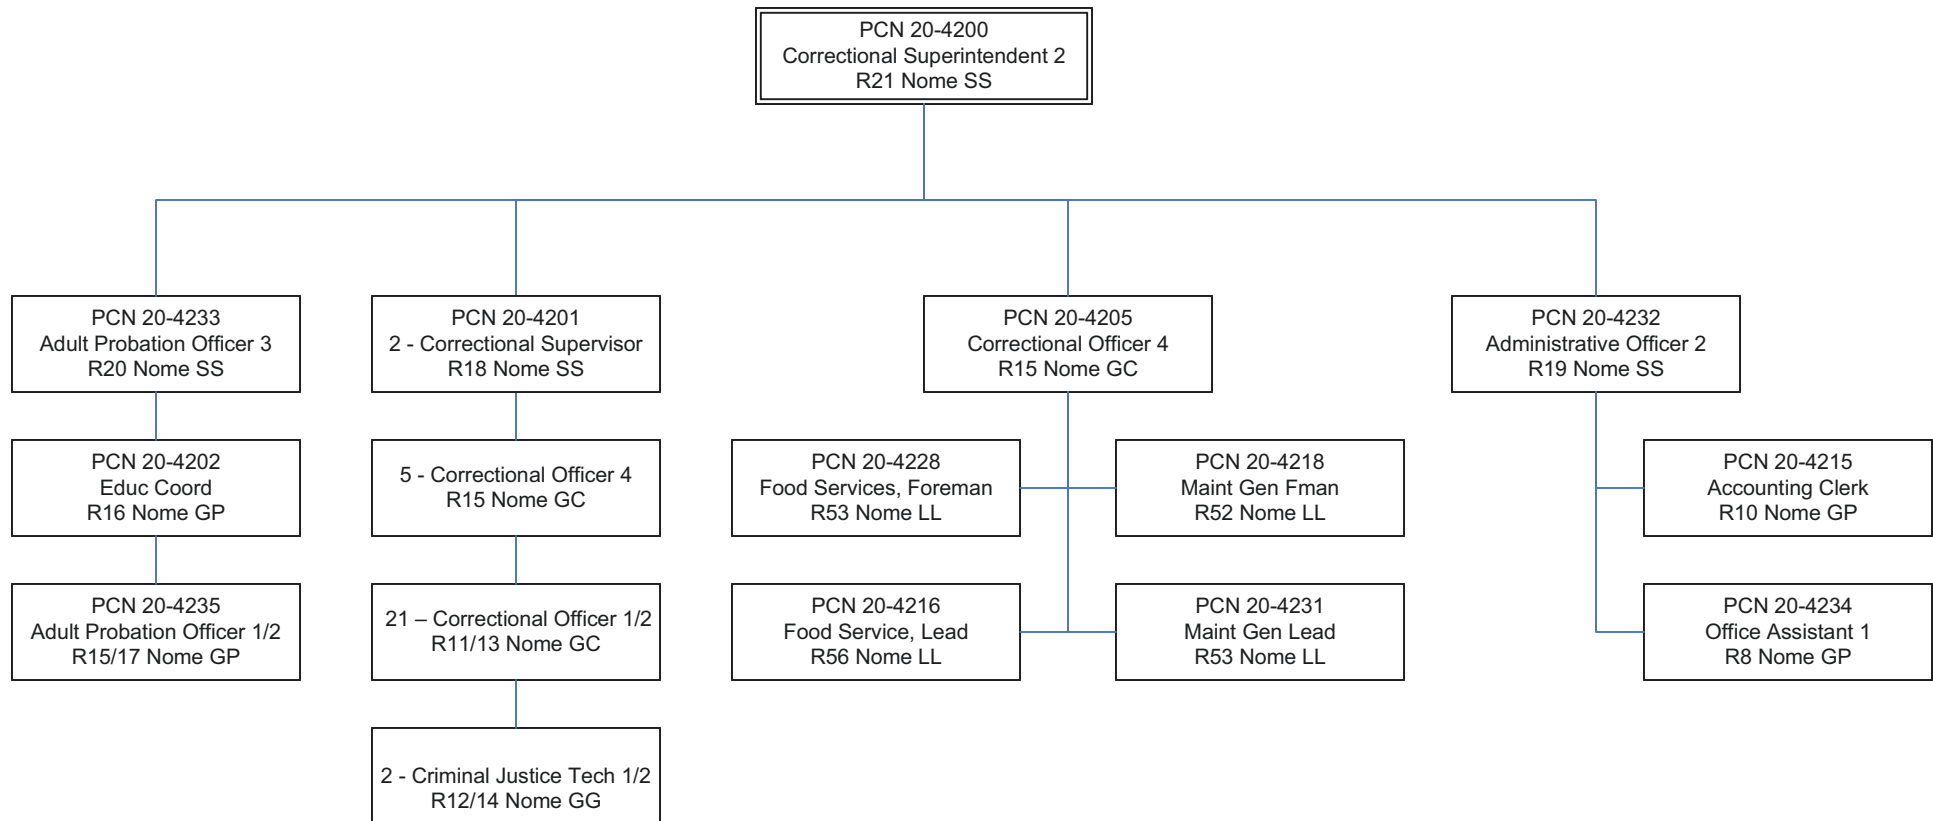 PCN 20-4200
Correctional Superintendent 2
R21 Nome SS
PCN 20-4233
Adult Probation Officer 3
R20 Nome SS
PCN 20-4201
2 - Correctional Supervisor
R18 Nome SS
PCN 20-4205
Correctional Officer 4
R15 Nome GC
PCN 20-4232
Administrative Officer 2
R19 Nome SS
PCN 20-4202
Educ Coord
R16 Nome GP
5 - Correctional Officer 4
R15 Nome GC
PCN 20-4228
Food Services, Foreman
R53 Nome LL
PCN 20-4218
Maint Gen Fman
R52 Nome LL
PCN 20-4215
Accounting Clerk
R10 Nome GP
PCN 20-4235
Adult Probation Officer 1/2
R15/17 Nome GP
21 – Correctional Officer 1/2
R11/13 Nome GC
PCN 20-4216
Food Service, Lead
R56 Nome LL
PCN 20-4231
Maint Gen Lead
R53 Nome LL
PCN 20-4234
Office Assistant 1
R8 Nome GP
2 - Criminal Justice Tech 1/2
R12/14 Nome GG